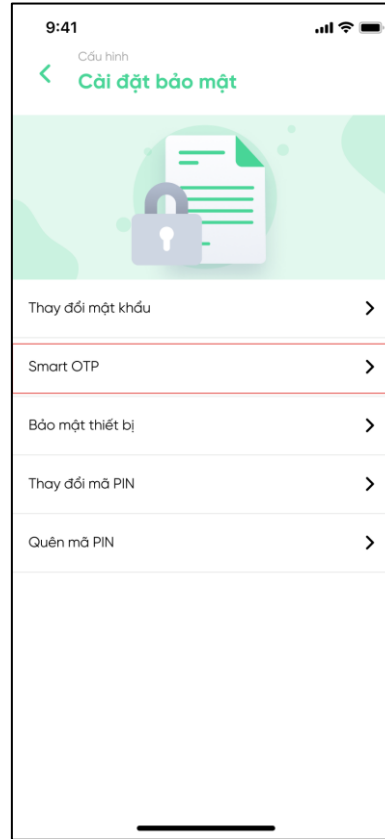 9:41
Cấu hình
Cài đặt bảo mật
Thay đổi mật khẩu
Smart OTP
Bảo mật thiết bị
Thay đổi mã PIN
Quên mã PIN